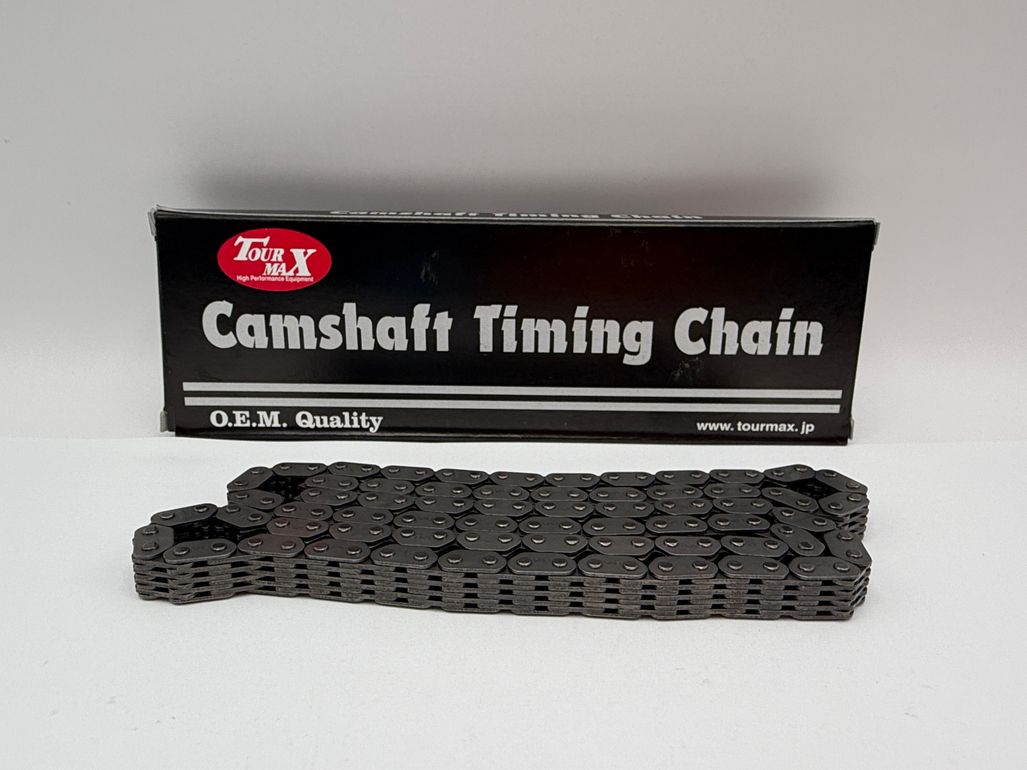 Camshaft Timing Chain
TOUR
MAX
High Performance Equipment
Camshaft Timing Chain
O.E.M. Quality
www.tourmax.jp